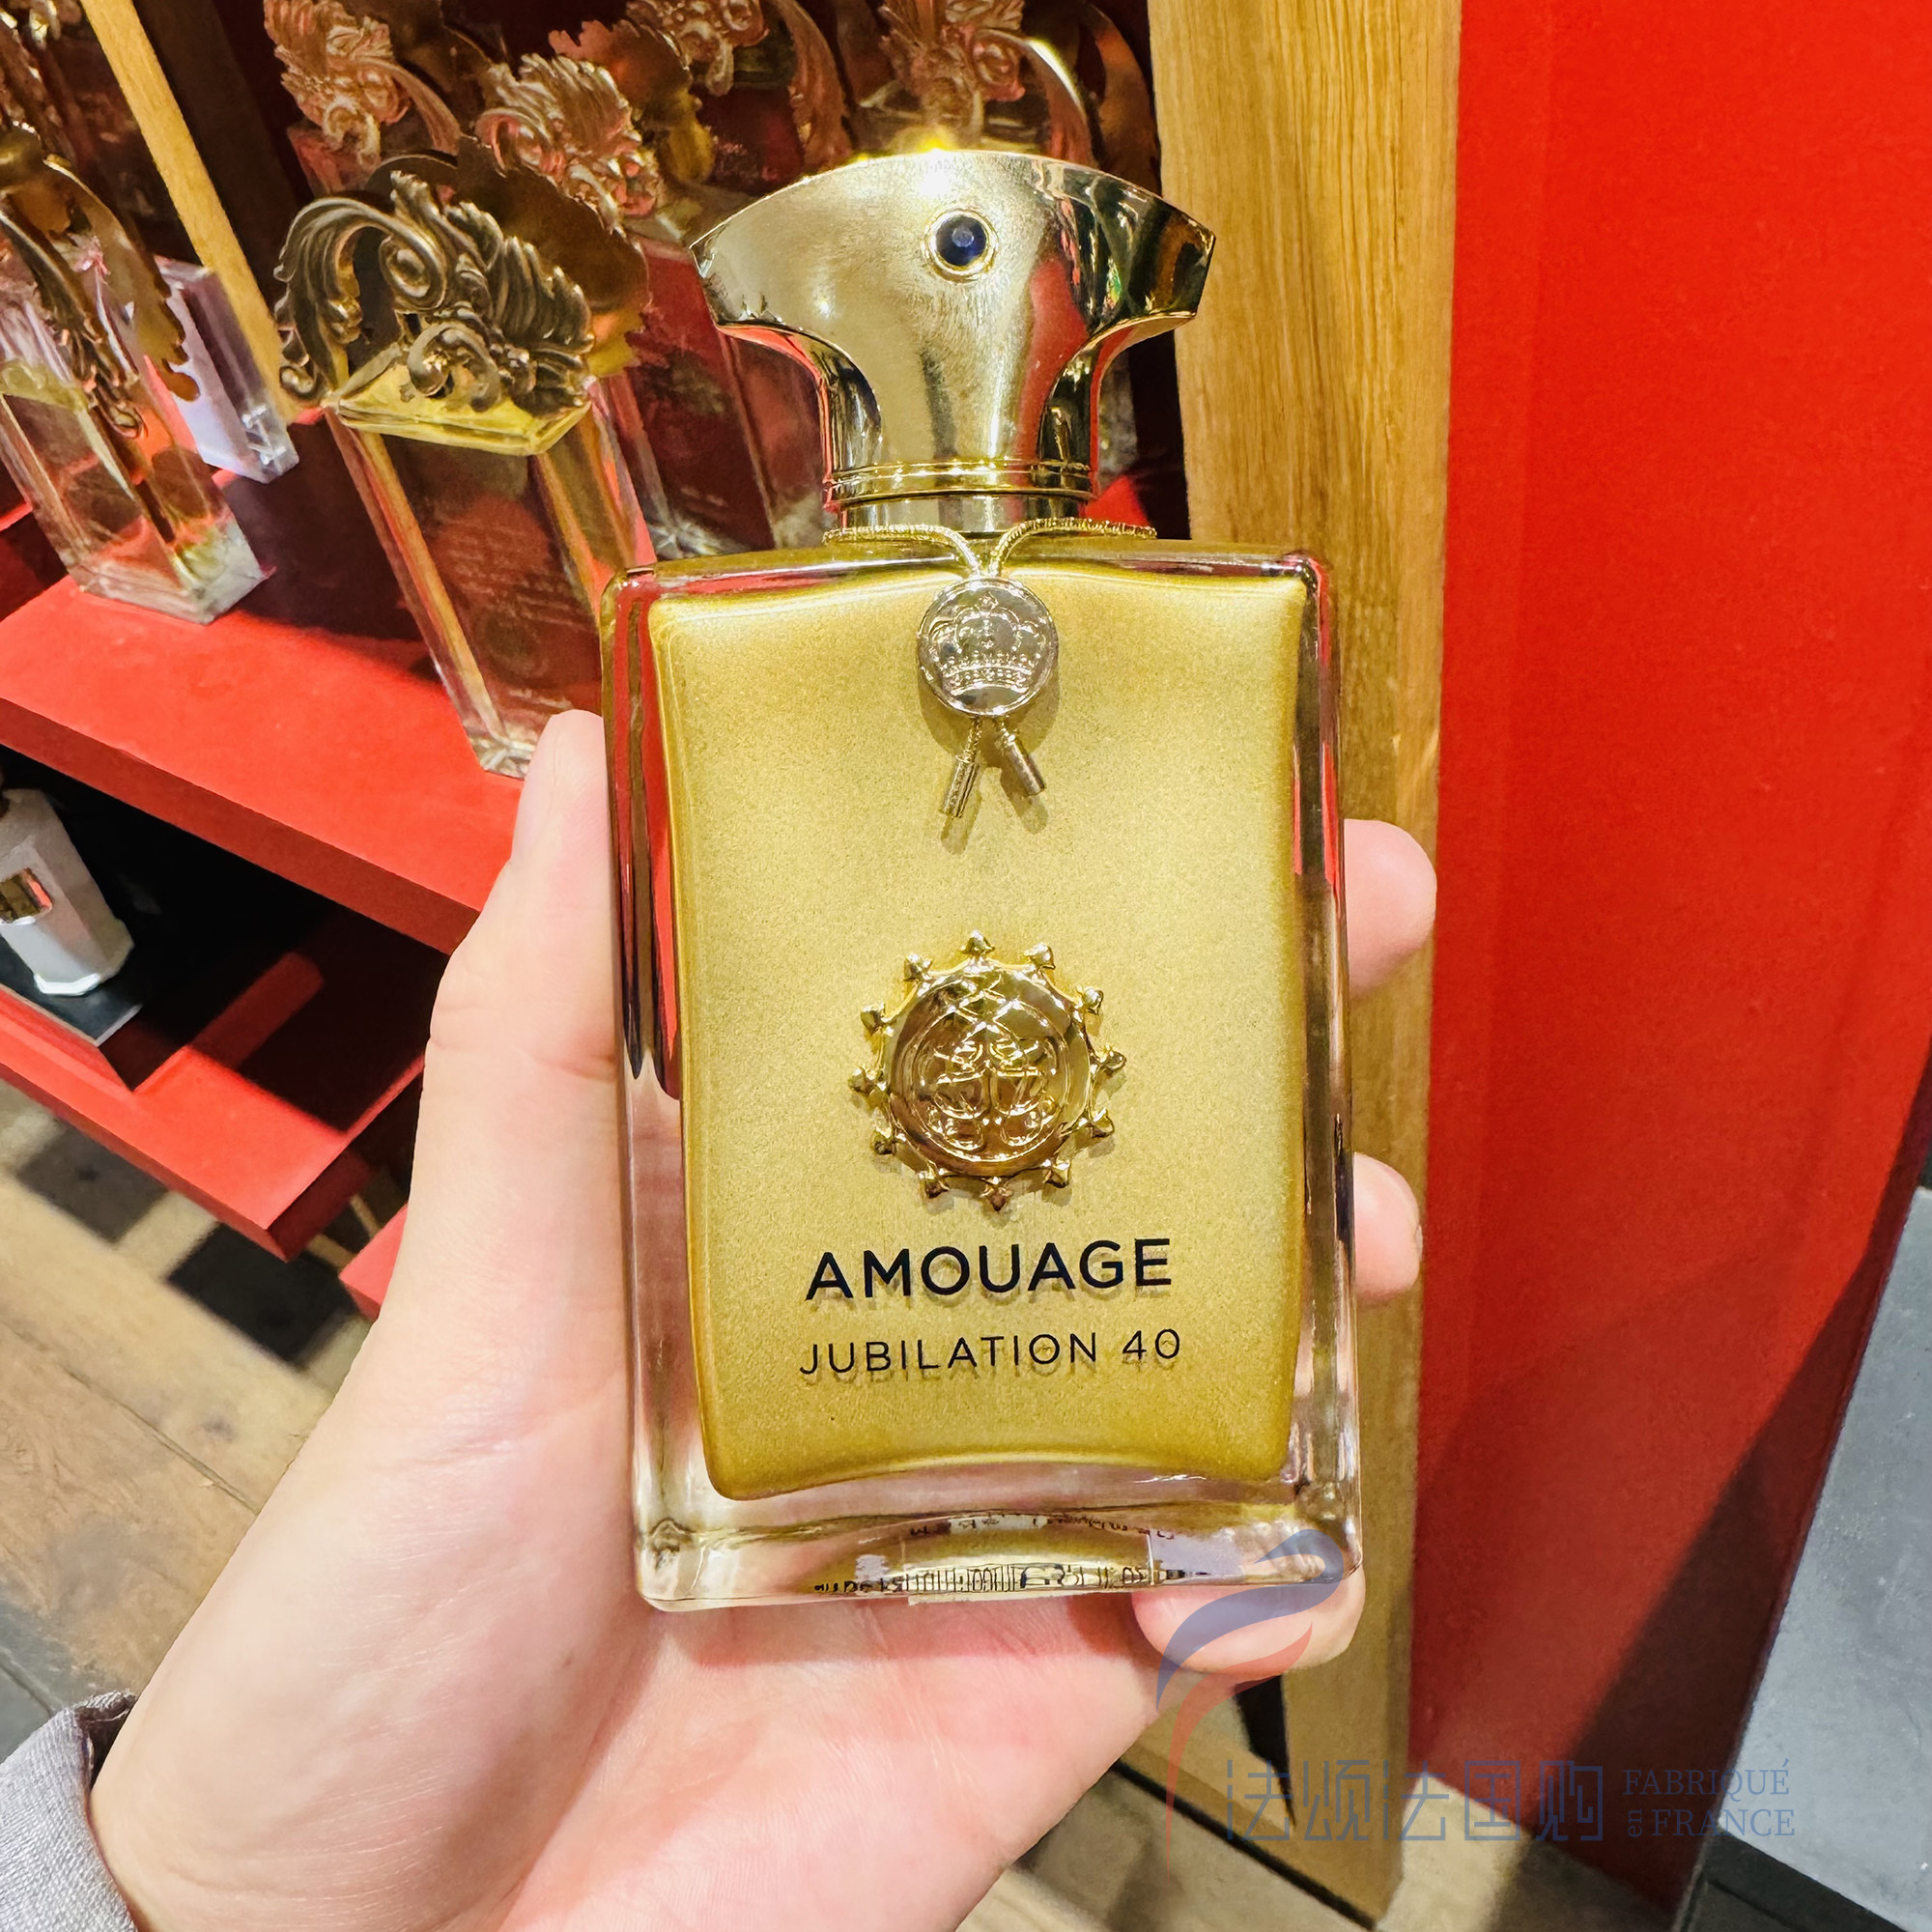 AMOUAGE
JUBILATION 40
法颂法国购
FABRIQUÉ
en FRANCE